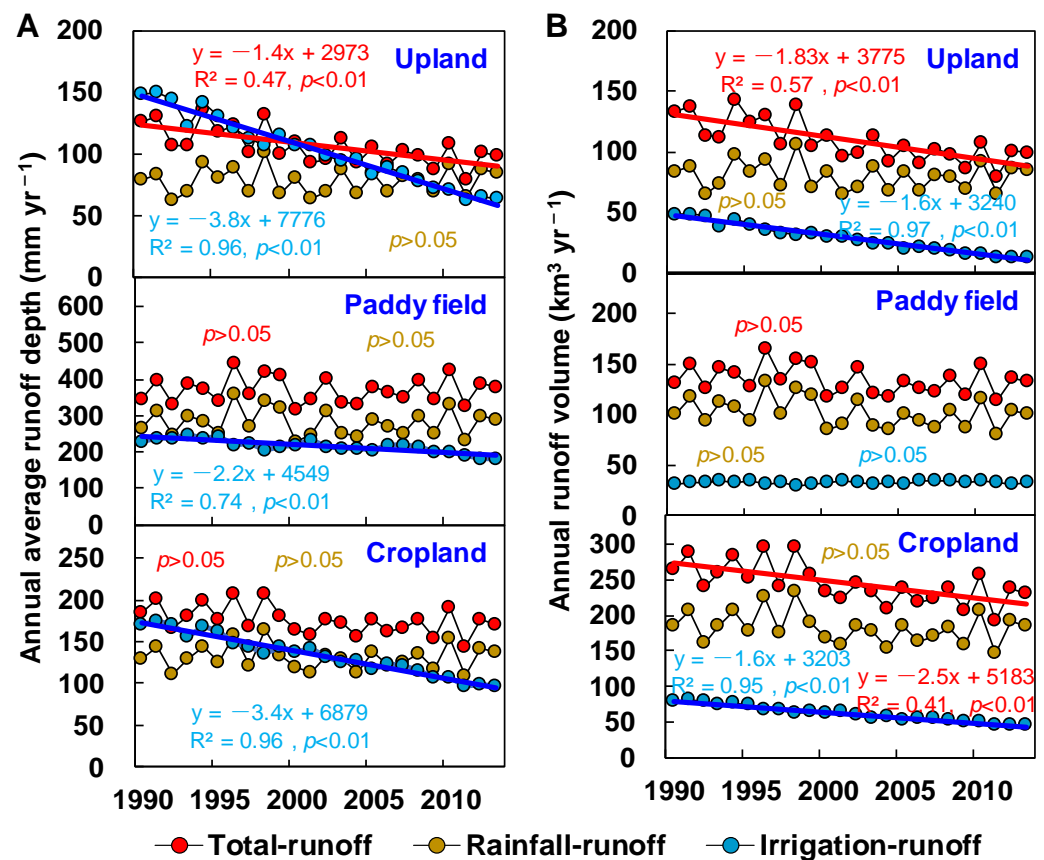 A
Annual average runoff depth (mm yr⁻¹)
200
150
100
50
0
y = −1.4x + 2973
R² = 0.47, p<0.01
Upland
y = −3.8x + 7776
R² = 0.96, p<0.01
p>0.05
600
500
400
300
200
100
0
Paddy field
p>0.05
p>0.05
y = −2.2x + 4549
R² = 0.74 , p<0.01
250
200
150
100
50
0
Cropland
p>0.05
p>0.05
y = −3.4x + 6879
R² = 0.96 , p<0.01
1990 1995 2000 2005 2010
B
Annual runoff volume (km³ yr⁻¹)
200
150
100
50
0
y = −1.83x + 3775
R² = 0.57 , p<0.01
Upland
p>0.05
y = −1.6x + 3240
R² = 0.97 , p<0.01
200
150
100
50
0
Paddy field
p>0.05
p>0.05
p>0.05
300
250
200
150
100
50
0
Cropland
p>0.05
y = −1.6x + 3203
R² = 0.95 , p<0.01
y = −2.5x + 5183
R² = 0.41, p<0.01
1990 1995 2000 2005 2010
Total-runoff Rainfall-runoff Irrigation-runoff